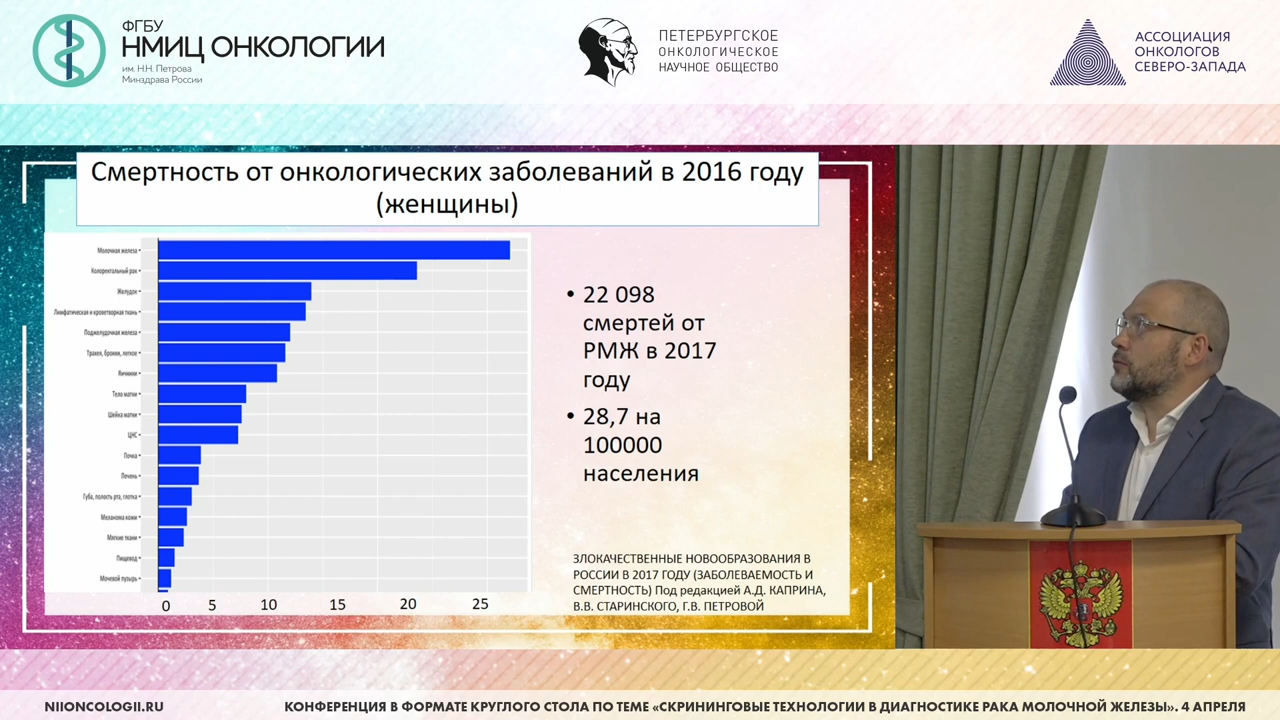 ФГБУ
НМИЦ ОНКОЛОГИИ
им. Н.Н. Петрова
Минздрава России
ПЕТЕРБУРГСКОЕ
ОНКОЛОГИЧЕСКОЕ
НАУЧНОЕ ОБЩЕСТВО
АССОЦИАЦИЯ
ОНКОЛОГОВ
СЕВЕРО-ЗАПАДА
Смертность от онкологических заболеваний в 2016 году
(женщины)
Молочная железа
Колоректальный рак
Желудок
Лимфатическая и кроветворная ткань
Поджелудочная железа
Трахея, бронхи, легкое
Яичники
Тело матки
Шейка матки
ЦНС
Почка
Печень
Губа, полость рта, глотка
Меланома кожи
Мягкие ткани
Пищевод
Мочевой пузырь
0 5 10 15 20 25
• 22 098
смертей от
РМЖ в 2017
году
• 28,7 на
100000
населения
ЗЛОКАЧЕСТВЕННЫЕ НОВООБРАЗОВАНИЯ В
РОССИИ В 2017 ГОДУ (ЗАБОЛЕВАЕМОСТЬ И
СМЕРТНОСТЬ) Под редакцией А.Д. КАПРИНА,
В.В. СТАРИНСКОГО, Г.В. ПЕТРОВОЙ
NIIONCOLOGII.RU
КОНФЕРЕНЦИЯ В ФОРМАТЕ КРУГЛОГО СТОЛА ПО ТЕМЕ «СКРИНИНГОВЫЕ ТЕХНОЛОГИИ В ДИАГНОСТИКЕ РАКА МОЛОЧНОЙ ЖЕЛЕЗЫ». 4 АПРЕЛЯ